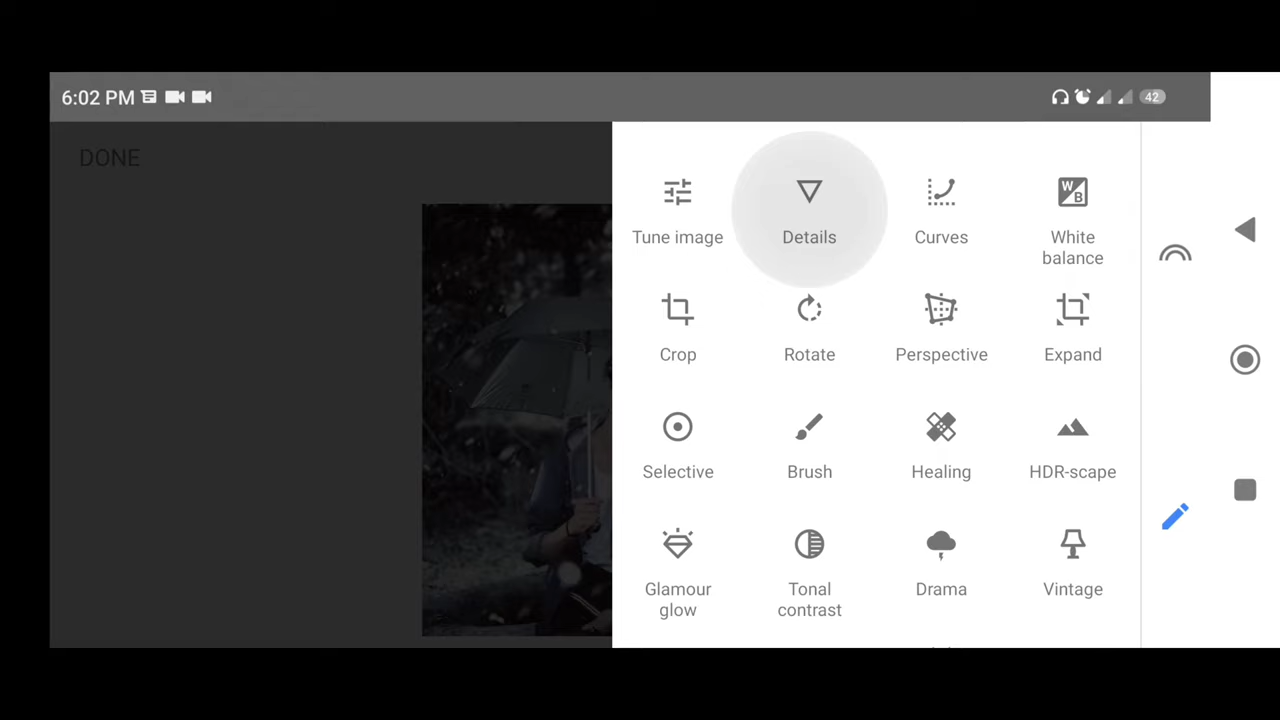 6:02 PM
42
DONE
Tune image
Details
Curves
White
balance
Crop
Rotate
Perspective
Expand
Selective
Brush
Healing
HDR-scape
Glamour
glow
Tonal
contrast
Drama
Vintage